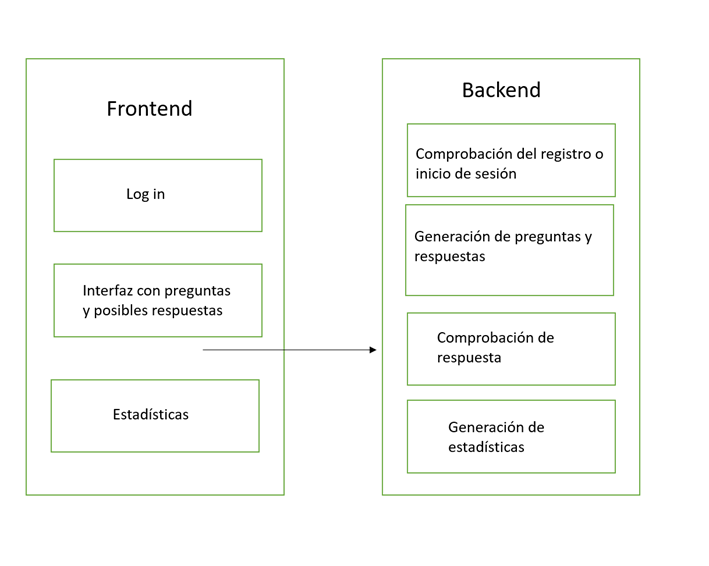 Frontend
Log in
Interfaz con preguntas
y posibles respuestas
Estadísticas
Backend
Comprobación del registro o
inicio de sesión
Generación de preguntas y
respuestas
Comprobación de
respuesta
Generación de
estadísticas